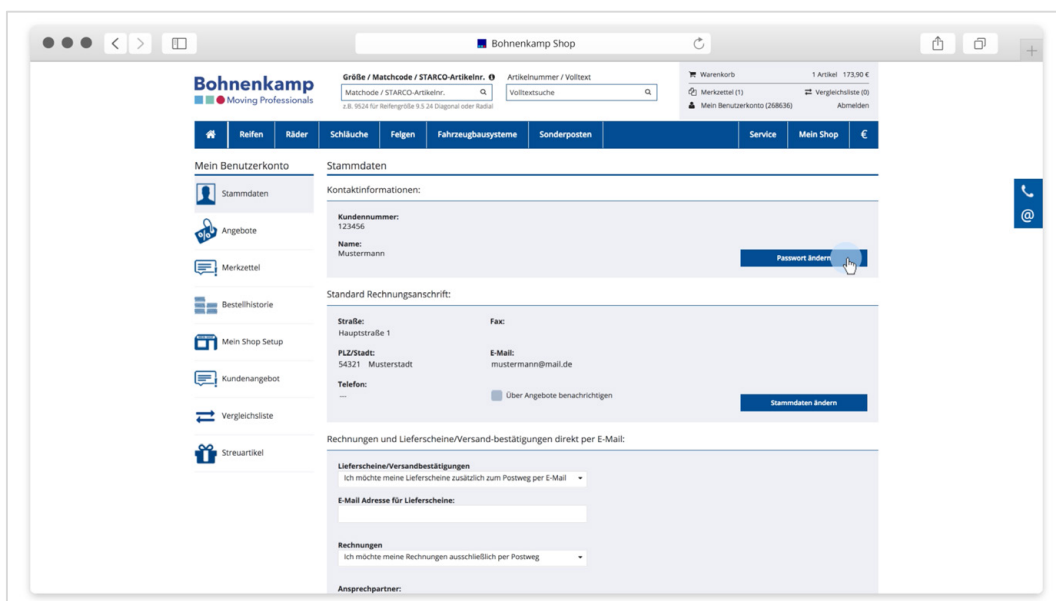 Bohnenkamp Shop
Bohnenkamp
Moving Professionals
Größe / Matchcode / STARCO-Artikelnr.
Matchode / STARCO-Artikelnr.
z.B. 9524 für Reifengröße 9.5 24 Diagonal oder Radial
Artikelnummer / Volltext
Volltextsuche
Warenkorb 1 Artikel 173,90 €
Merkzettel (1) Vergleichsliste (0)
Mein Benutzerkonto (268636) Abmelden
Reifen Räder Schläuche Felgen Fahrzeugbausysteme Sonderposten Service Mein Shop €
Mein Benutzerkonto
Stammdaten
Angebote
Merkzettel
Bestellhistorie
Mein Shop Setup
Kundenangebot
Vergleichsliste
Streuartikel
Stammdaten
Kontaktinformationen:
Kundennummer:
123456
Name:
Mustermann
Passwort ändern
Standard Rechnungsanschrift:
Straße: Fax:
Hauptstraße 1
PLZ/Stadt: E-Mail:
54321 Musterstadt mustermann@mail.de
Telefon:
---
Über Angebote benachrichtigen
Stammdaten ändern
Rechnungen und Lieferscheine/Versand-bestätigungen direkt per E-Mail:
Lieferscheine/Versandbestätigungen
Ich möchte meine Lieferscheine zusätzlich zum Postweg per E-Mail
E-Mail Adresse für Lieferscheine:
Rechnungen
Ich möchte meine Rechnungen ausschließlich per Postweg
Ansprechpartner: